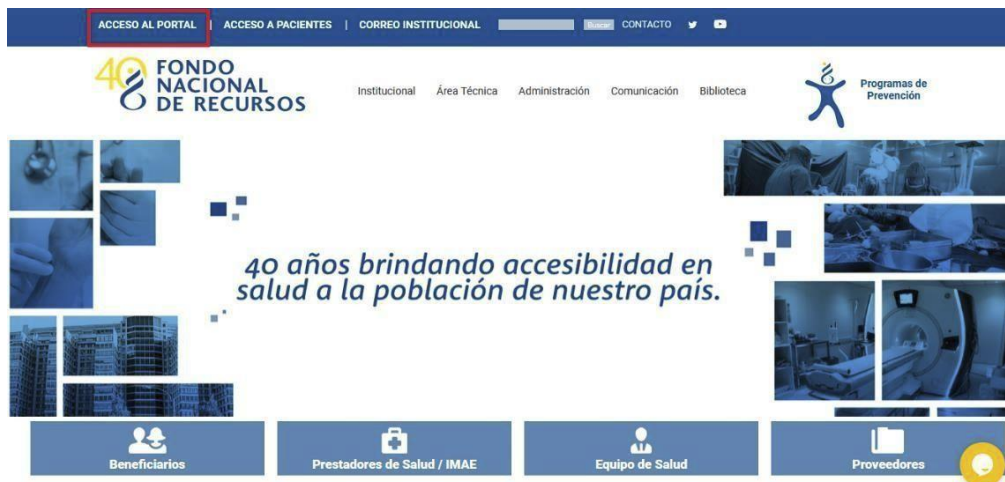 ACCESO AL PORTAL | ACCESO A PACIENTES | CORREO INSTITUCIONAL Buscar CONTACTO
40 FONDO
NACIONAL
DE RECURSOS
Institucional Área Técnica Administración Comunicación Biblioteca
Programas de
Prevención
40 años brindando accesibilidad en
salud a la población de nuestro país.
Beneficiarios Prestadores de Salud / IMAE Equipo de Salud Proveedores